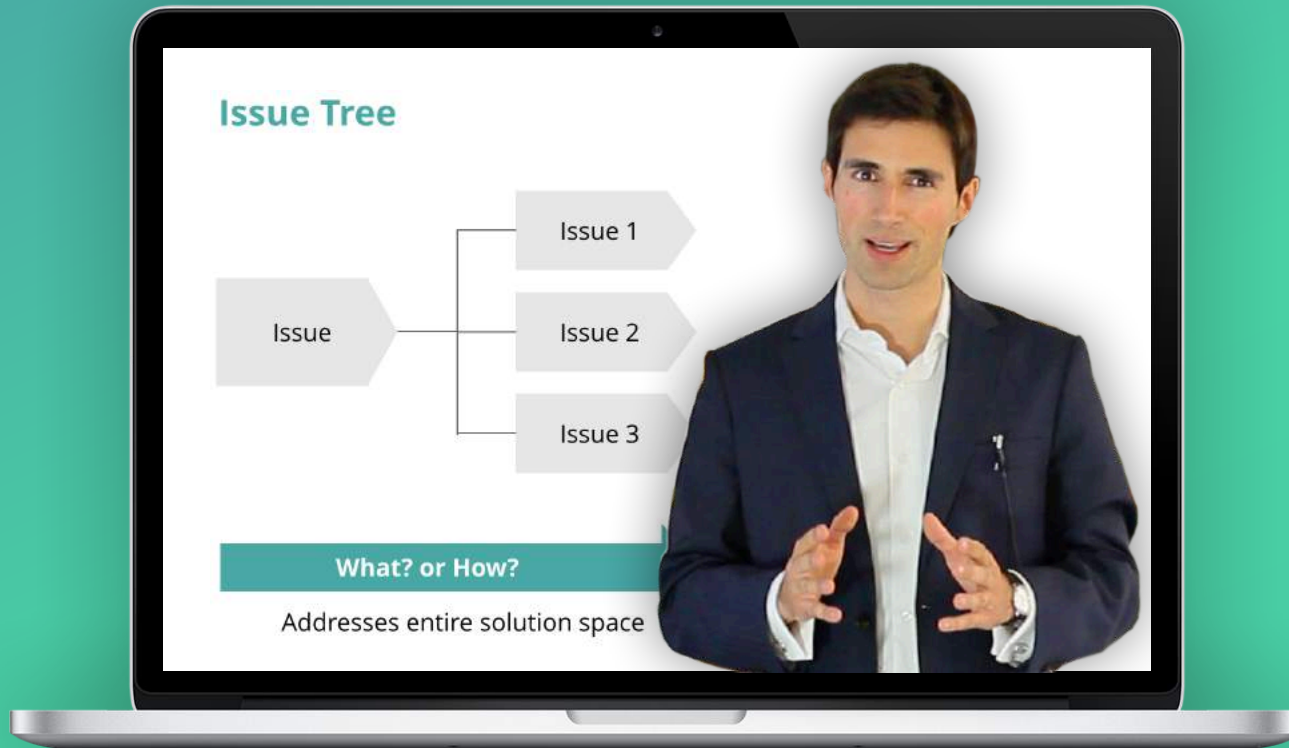 Issue Tree
Issue 1
Issue
Issue 2
Issue 3
What? or How?
Addresses entire solution space